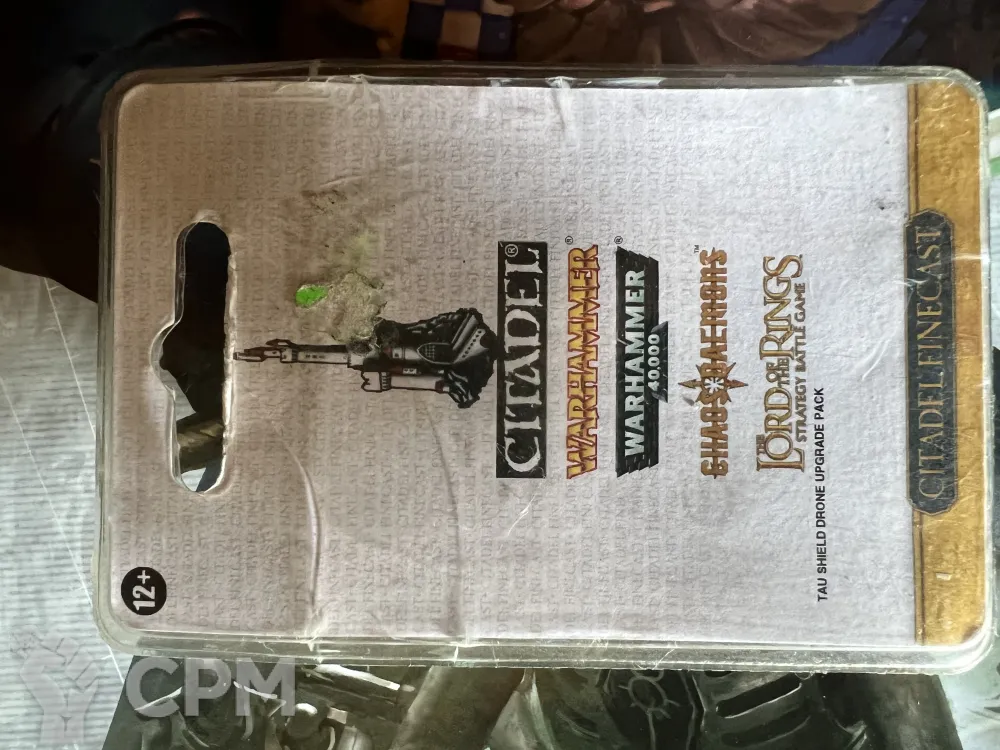 12+
CITADEL®
WARHAMMER®
WARHAMMER®
40,000
CHAOS DAEMONS™
THE
LORD OF THE RINGS
STRATEGY BATTLE GAME
TAU SHIELD DRONE UPGRADE PACK
CITADEL FINECAST
CPM